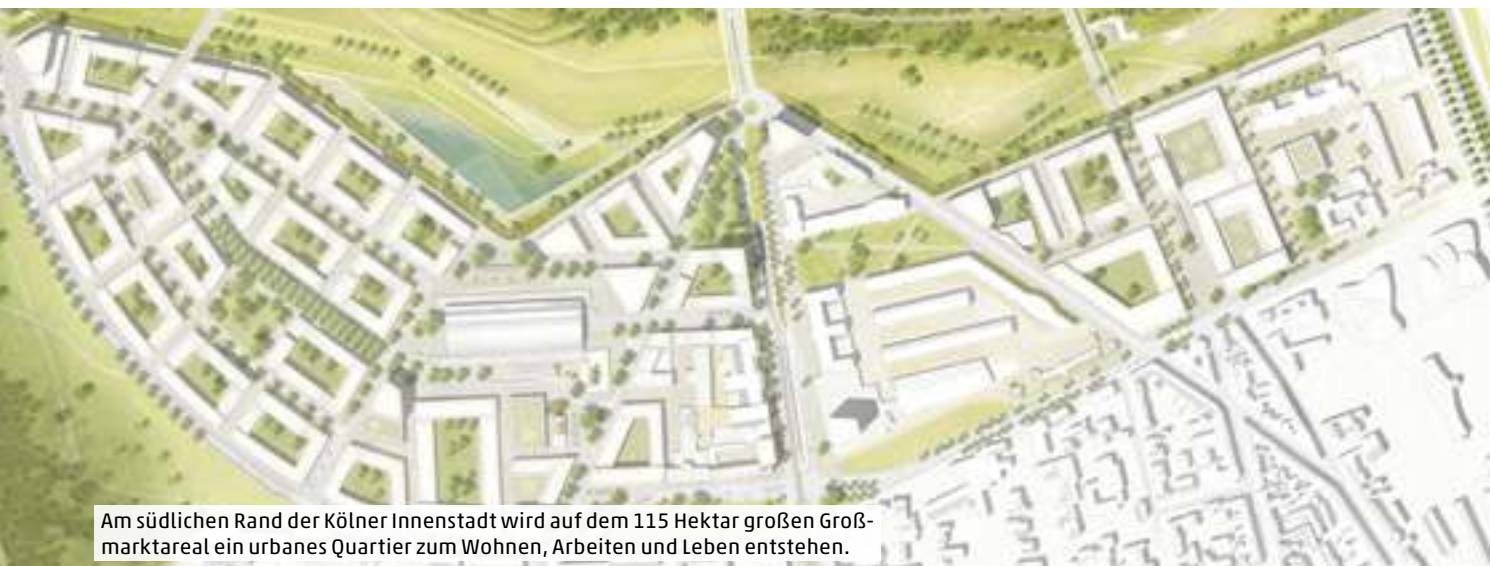 Am südlichen Rand der Kölner Innenstadt wird auf dem 115 Hektar großen Groß-
marktareal ein urbanes Quartier zum Wohnen, Arbeiten und Leben entstehen.